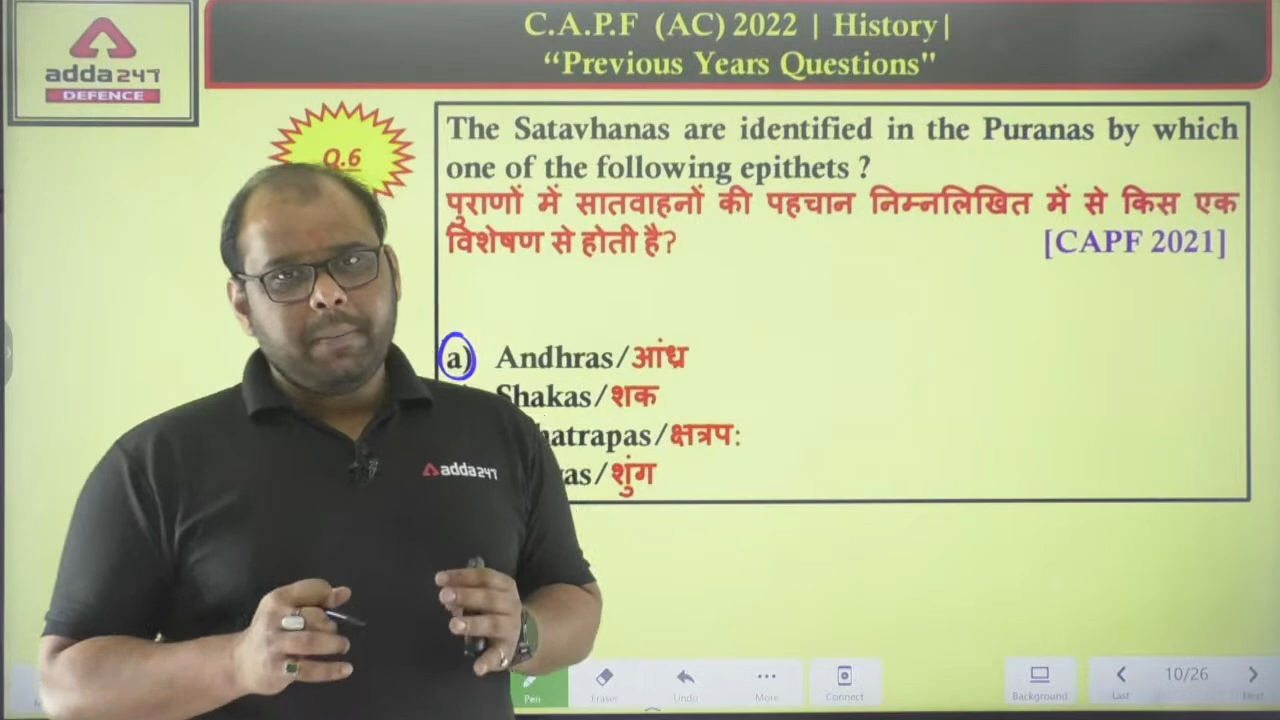 adda247
DEFENCE
C.A.P.F (AC) 2022 | History|
“Previous Years Questions"
Q.6
The Satavhanas are identified in the Puranas by which
one of the following epithets ?
पुराणों में सातवाहनों की पहचान निम्नलिखित में से किस एक
विशेषण से होती है?
[CAPF 2021]
a) Andhras/आंध्र
Shakas/शक
/क्षत्रप:
/शुंग
adda247
Pen
Eraser
Undo
More
Connect
Background
Last
10/26
Next